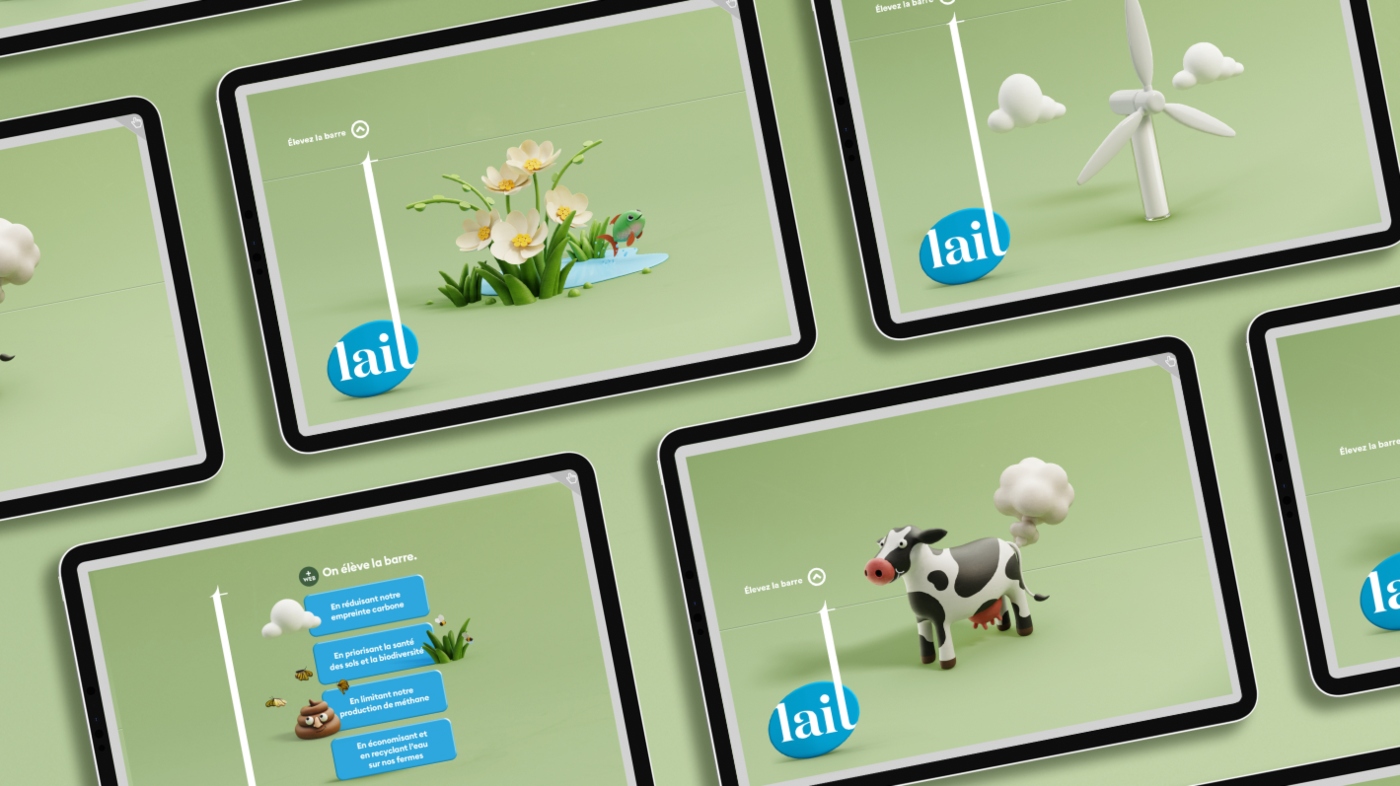 Élevez la barre
lait
Élevez la barre
lait
On élève la barre.
+
WEB
En réduisant notre
empreinte carbone
En priorisant la santé
des sols et la biodiversité
En limitant notre
production de méthane
En économisant et
en recyclant l'eau
sur nos fermes
Élevez la barre
lait
Élevez la barre
la